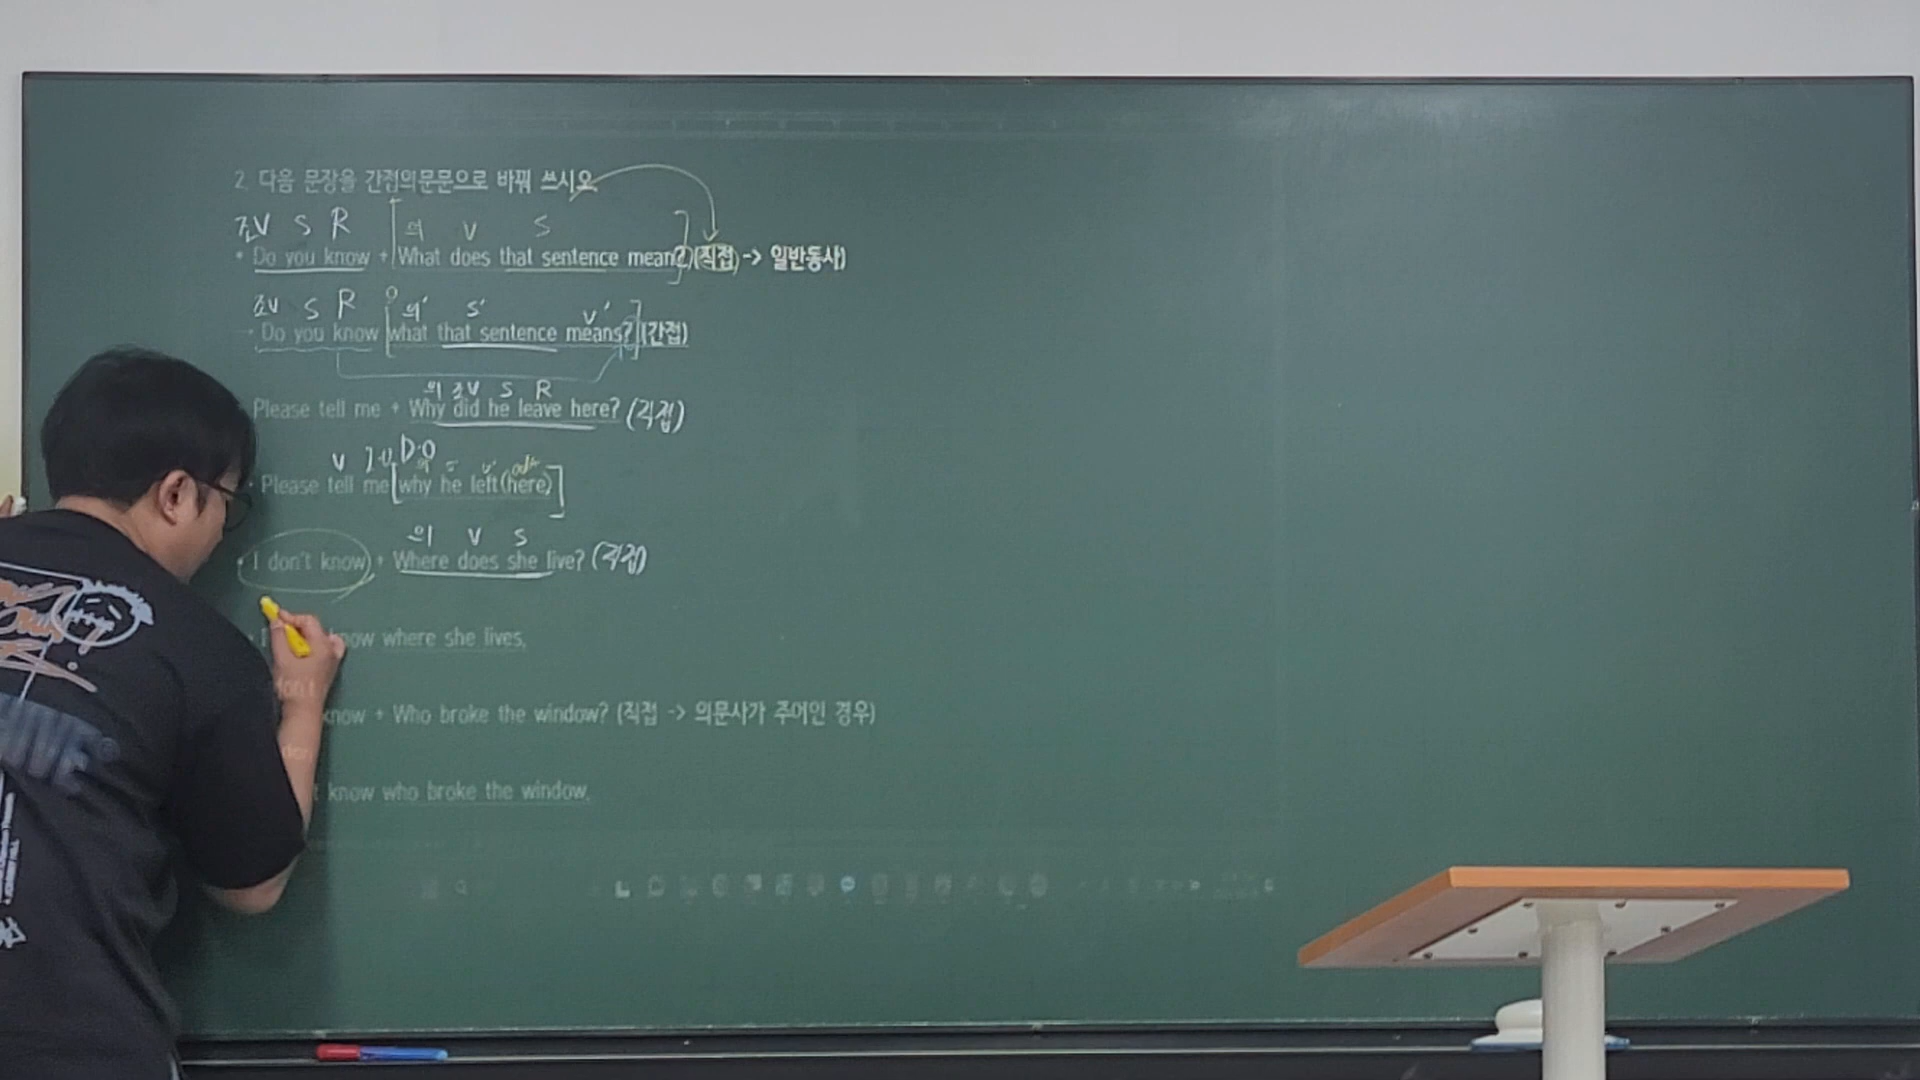 2. 다음 문장을 간접의문문으로 바꿔 쓰시오.
조V S R 의 V S
• Do you know + What does that sentence mean? (직접 -> 일반동사)
조V S R O 의' S' V'
Do you know what that sentence means? (간접)
의 조V S R
Please tell me + Why did he leave here? (직접)
V I.O D.O
• Please tell me [why he left (here)]
의 V S
• I don't know + Where does she live? (직접)
know where she lives.
know + Who broke the window? (직접 -> 의문사가 주어인 경우)
know who broke the window.